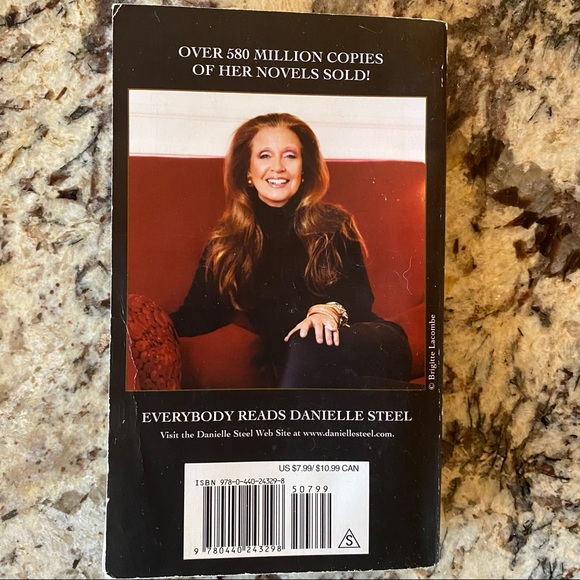 OVER 580 MILLION COPIES
OF HER NOVELS SOLD!
© Brigitte Lacombe
EVERYBODY READS DANIELLE STEEL
Visit the Danielle Steel Web Site at www.daniellesteel.com.
US $7.99/ $10.99 CAN
ISBN 978-0-440-24329-8
50799
9 780440 243298
S